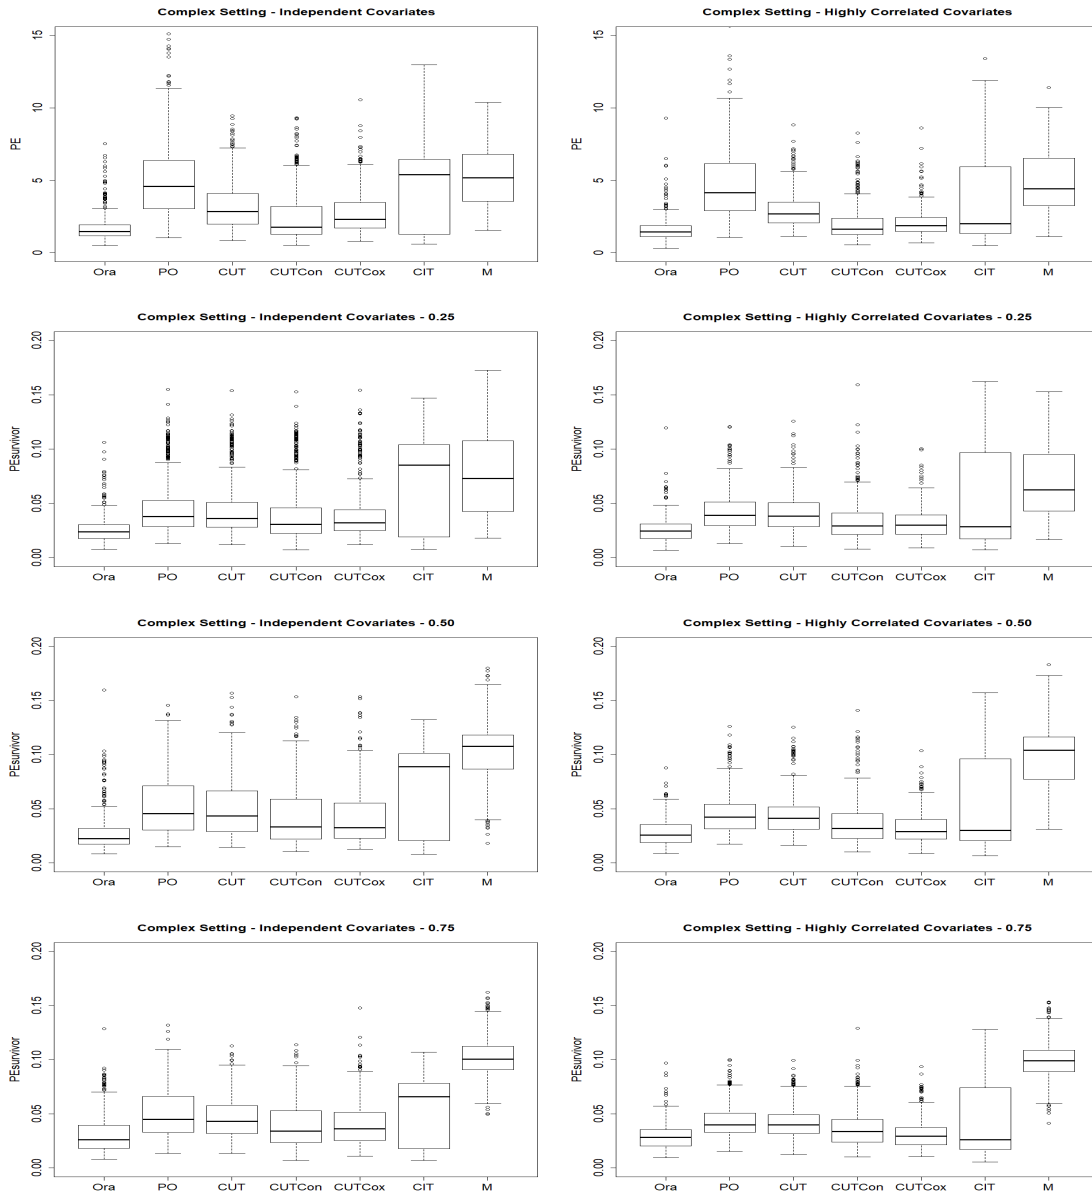 Complex Setting - Independent Covariates
PE
0 5 10 15
Ora PO CUT CUTCon CUTCox CIT M
Complex Setting - Highly Correlated Covariates
PE
0 5 10 15
Ora PO CUT CUTCon CUTCox CIT M
Complex Setting - Independent Covariates - 0.25
PEsurvivor
0.00 0.05 0.10 0.15 0.20
Ora PO CUT CUTCon CUTCox CIT M
Complex Setting - Highly Correlated Covariates - 0.25
PEsurvivor
0.00 0.05 0.10 0.15 0.20
Ora PO CUT CUTCon CUTCox CIT M
Complex Setting - Independent Covariates - 0.50
PEsurvivor
0.00 0.05 0.10 0.15 0.20
Ora PO CUT CUTCon CUTCox CIT M
Complex Setting - Highly Correlated Covariates - 0.50
PEsurvivor
0.00 0.05 0.10 0.15 0.20
Ora PO CUT CUTCon CUTCox CIT M
Complex Setting - Independent Covariates - 0.75
PEsurvivor
0.00 0.05 0.10 0.15 0.20
Ora PO CUT CUTCon CUTCox CIT M
Complex Setting - Highly Correlated Covariates - 0.75
PEsurvivor
0.00 0.05 0.10 0.15 0.20
Ora PO CUT CUTCon CUTCox CIT M